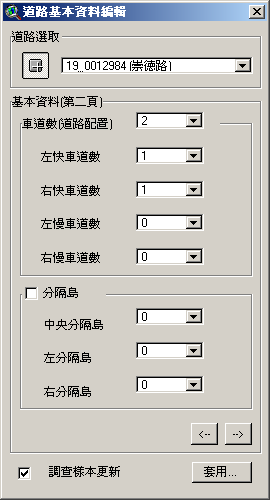 道路基本資料編輯
道路選取
19_0012984 (崇德路)
基本資料(第二頁)
車道數(道路配置) 2
左快車道數 1
右快車道數 1
左慢車道數 0
右慢車道數 0
分隔島
中央分隔島 0
左分隔島 0
右分隔島 0
<-- -->
調查樣本更新 套用...